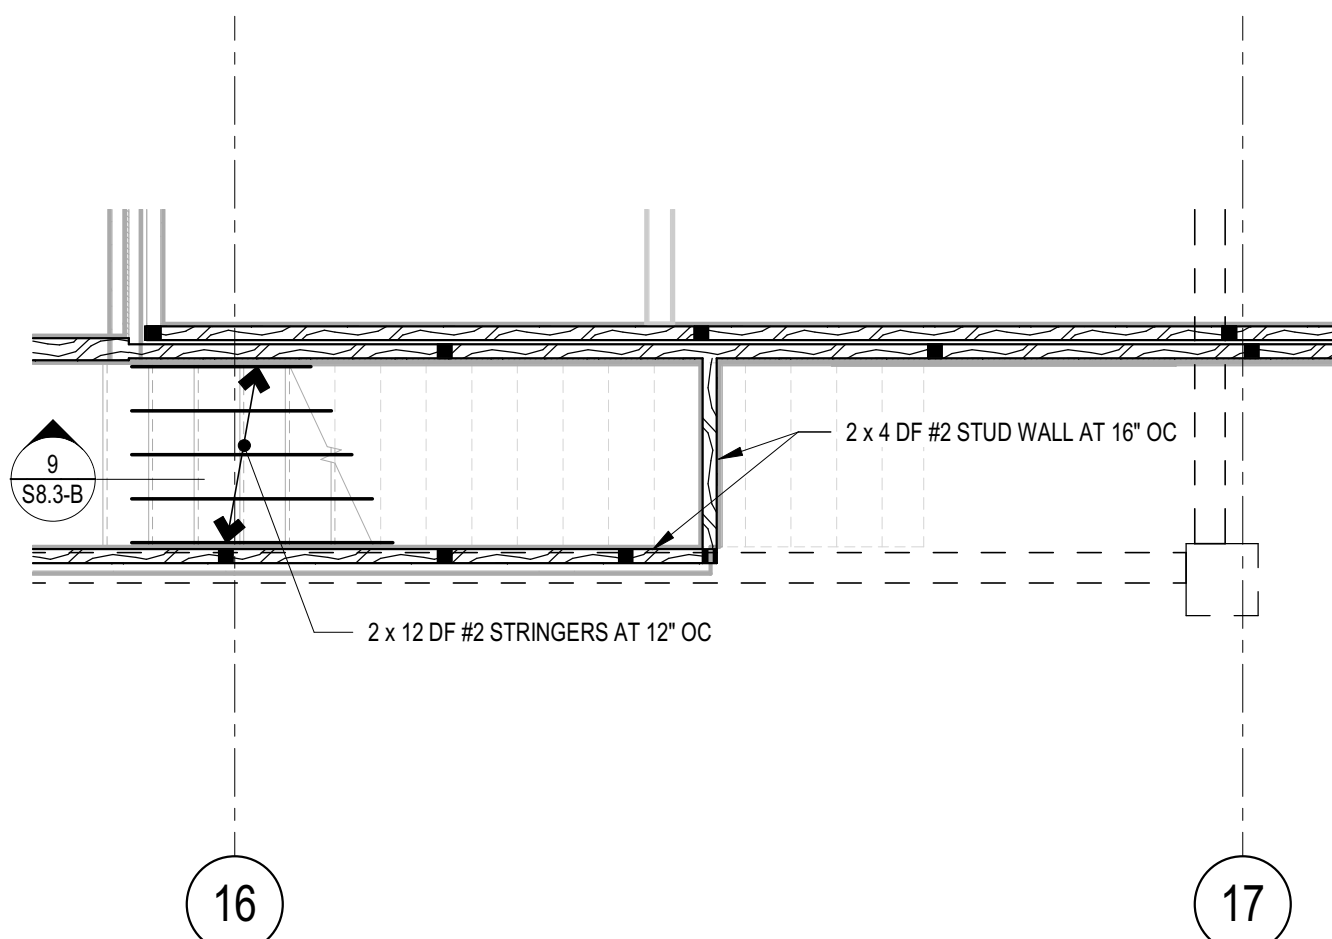 2 x 4 DF #2 STUD WALL AT 16" OC
9
S8.3-B
2 x 12 DF #2 STRINGERS AT 12" OC
16
17